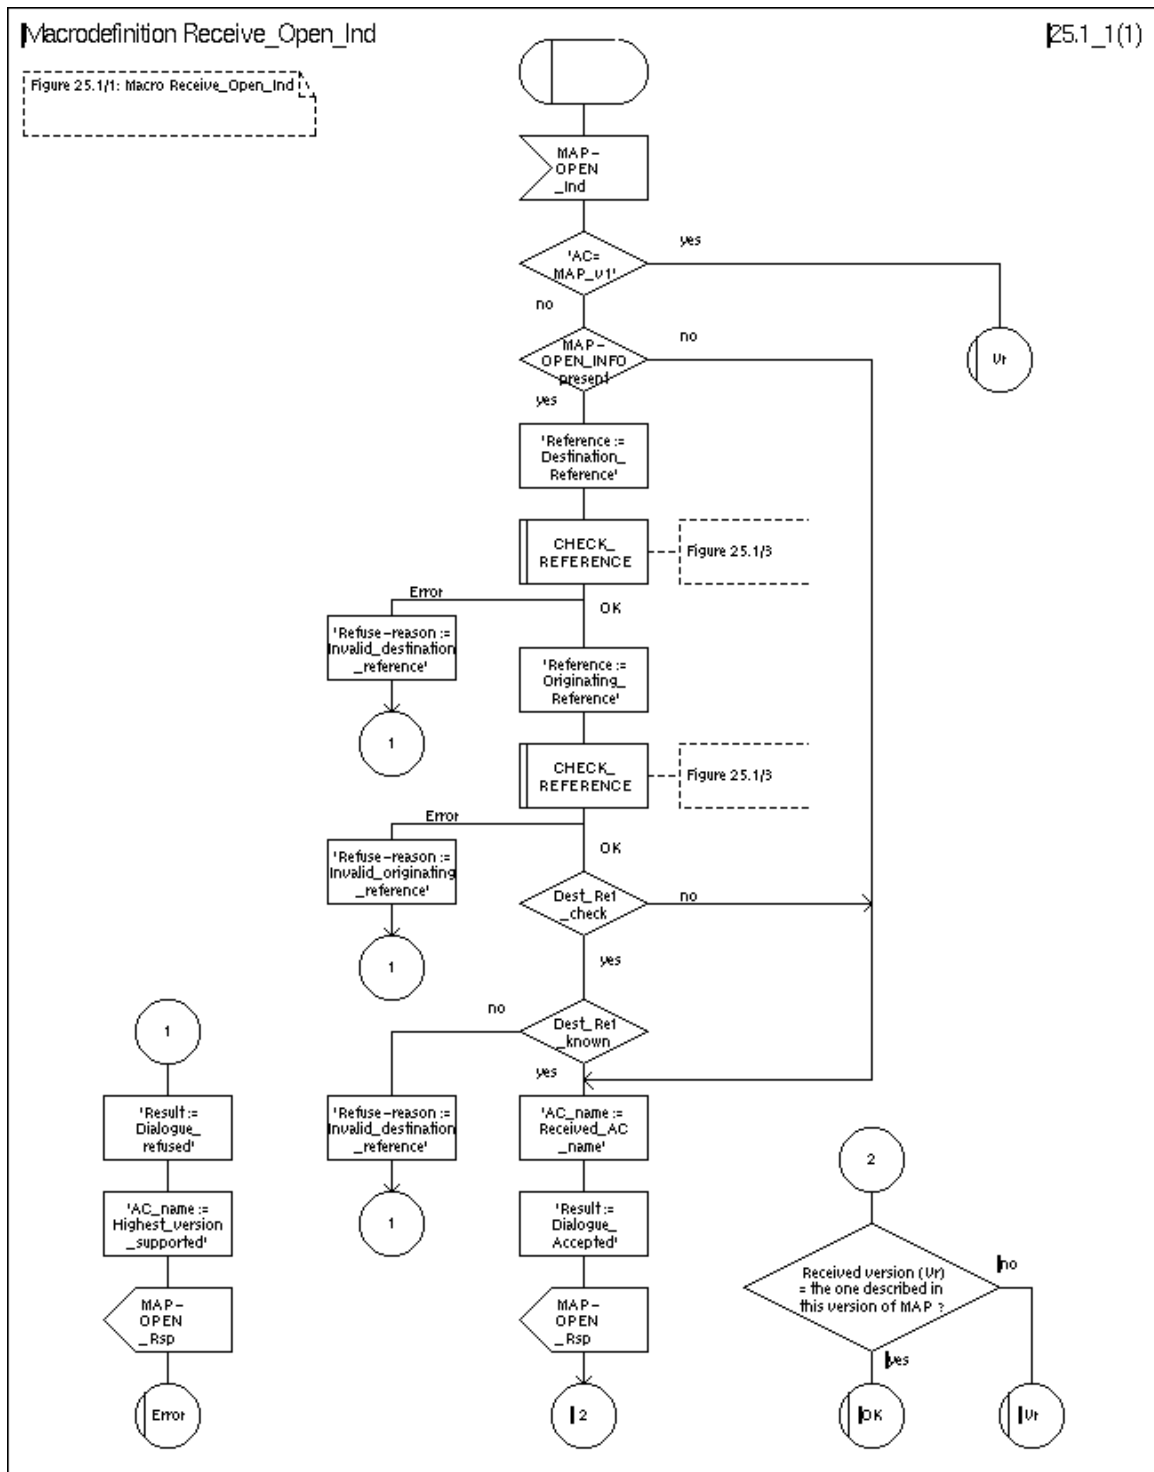 Macrodefinition Receive_Open_Ind
25.1_1(1)
Figure 25.1/1: Macro Receive_Open_Ind
MAP-
OPEN
_Ind
'AC=
MAP_v1'
yes
no
Vr
MAP-
OPEN_INFO
present
no
yes
'Reference :=
Destination_
Reference'
CHECK_
REFERENCE
Figure 25.1/3
Error
OK
'Refuse-reason :=
Invalid_destination
_reference'
1
'Reference :=
Originating_
Reference'
CHECK_
REFERENCE
Figure 25.1/3
Error
OK
'Refuse-reason :=
Invalid_originating
_reference'
1
Dest_Ref
_check
no
yes
Dest_Ref
_known
no
yes
1
'Result :=
Dialogue_
refused'
'Refuse-reason :=
Invalid_destination
_reference'
'AC_name :=
Received_AC
_name'
2
'AC_name :=
Highest_version
_supported'
1
'Result :=
Dialogue_
Accepted'
Received version (Vr)
= the one described in
this version of MAP ?
no
yes
MAP-
OPEN
_Rsp
MAP-
OPEN
_Rsp
Error
2
OK
Vr